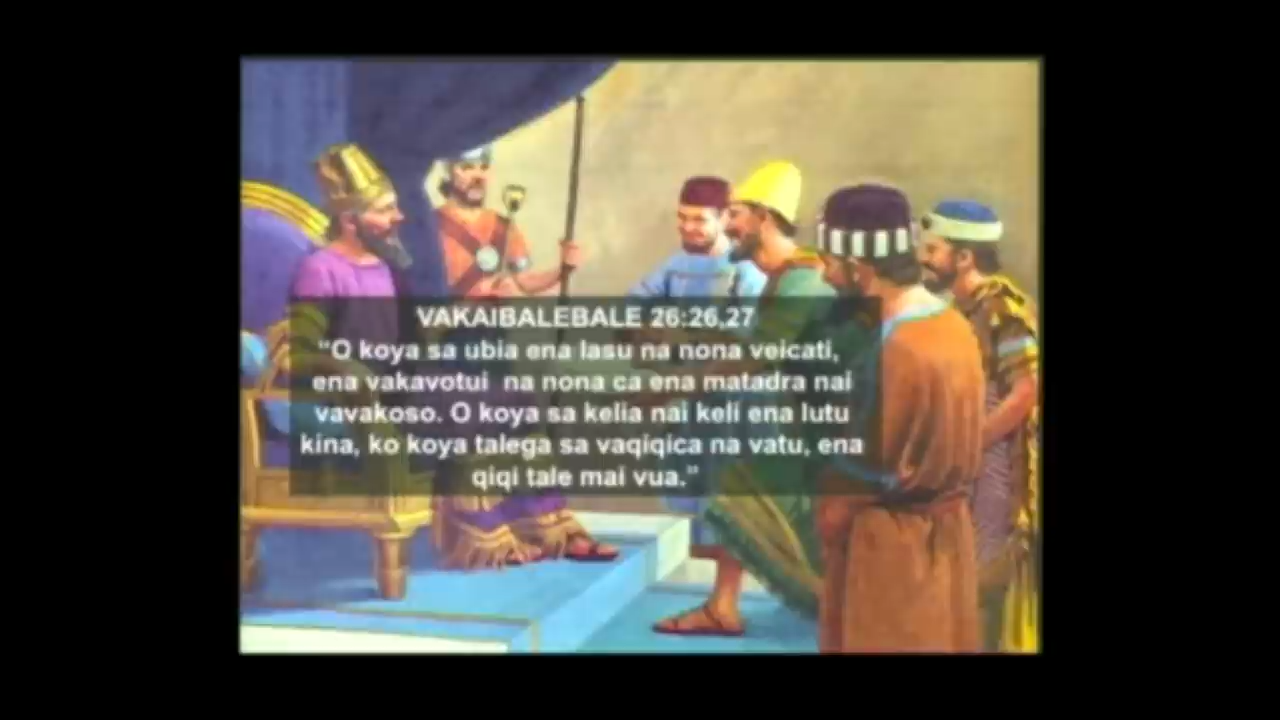 VAKAIBALEBALE 26:26,27
“O koya sa ubia ena lasu na nona veicati,
ena vakavotui na nona ca ena matadra nai
vavakoso. O koya sa kelia nai keli ena lutu
kina, ko koya talega sa vaqiqica na vatu, ena
qiqi tale mai vua.”